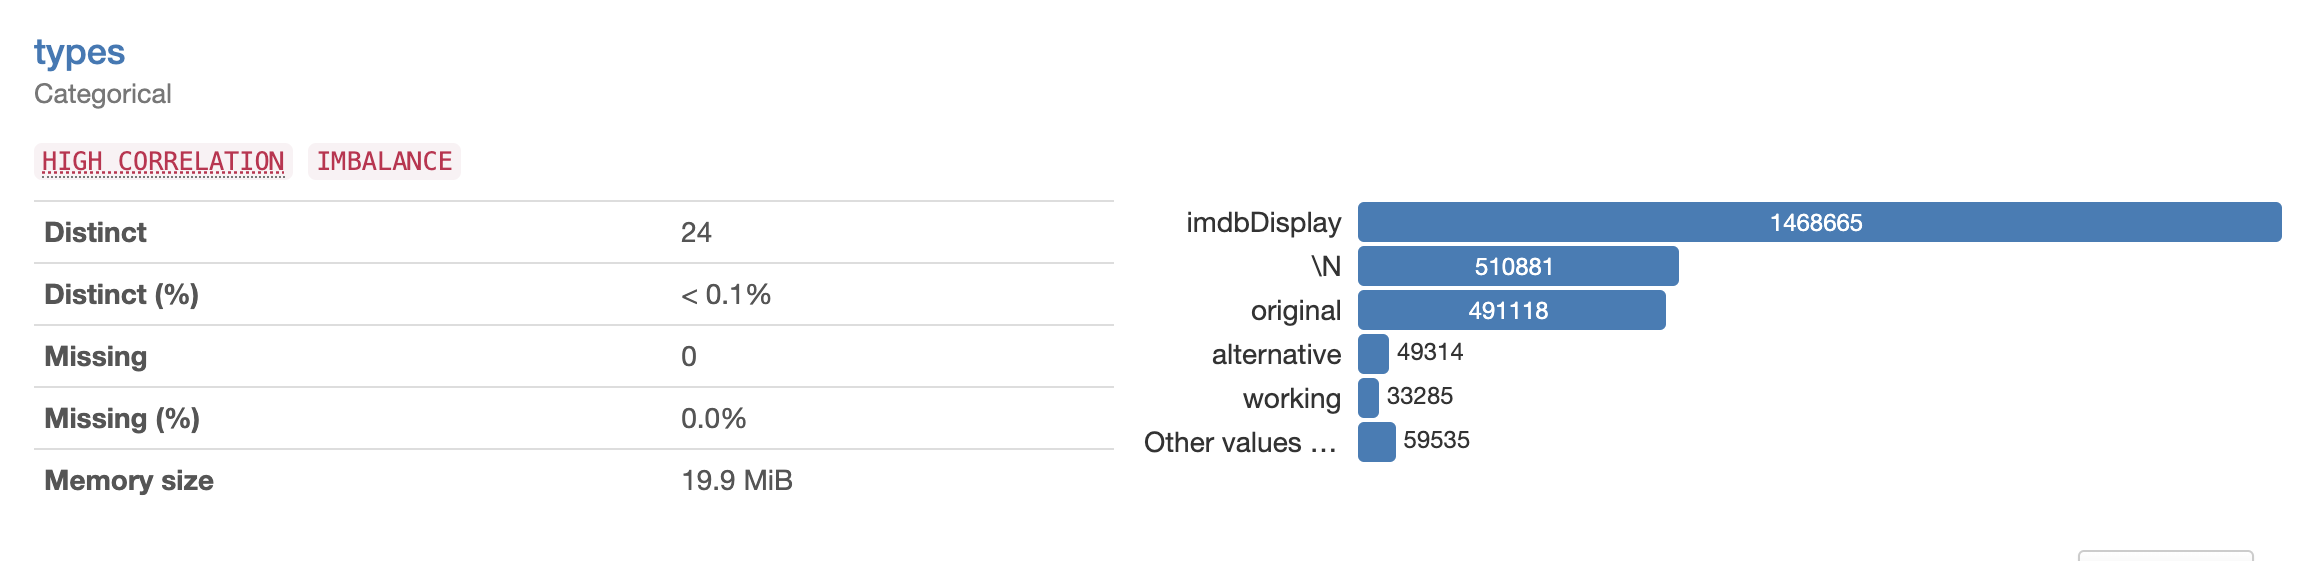 types
Categorical
HIGH CORRELATION IMBALANCE
Distinct 24
Distinct (%) < 0.1%
Missing 0
Missing (%) 0.0%
Memory size 19.9 MiB
imdbDisplay 1468665
\N 510881
original 491118
alternative 49314
working 33285
Other values ... 59535